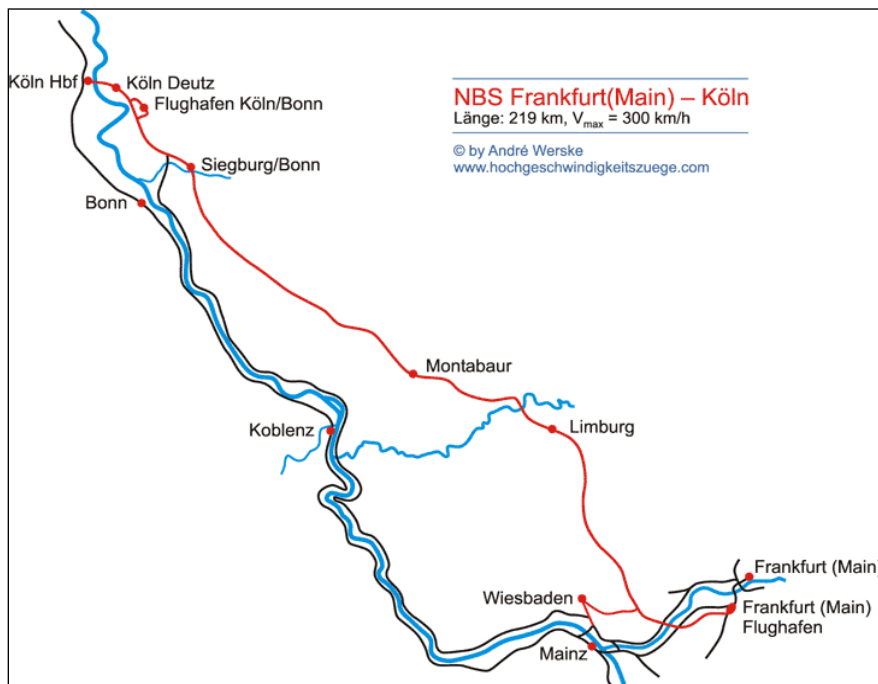 Köln Hbf
Köln Deutz
Flughafen Köln/Bonn
NBS Frankfurt(Main) – Köln
Länge: 219 km, Vmax = 300 km/h
© by André Werske
www.hochgeschwindigkeitszuege.com
Siegburg/Bonn
Bonn
Montabaur
Koblenz
Limburg
Frankfurt (Main)
Wiesbaden
Frankfurt (Main)
Flughafen
Mainz